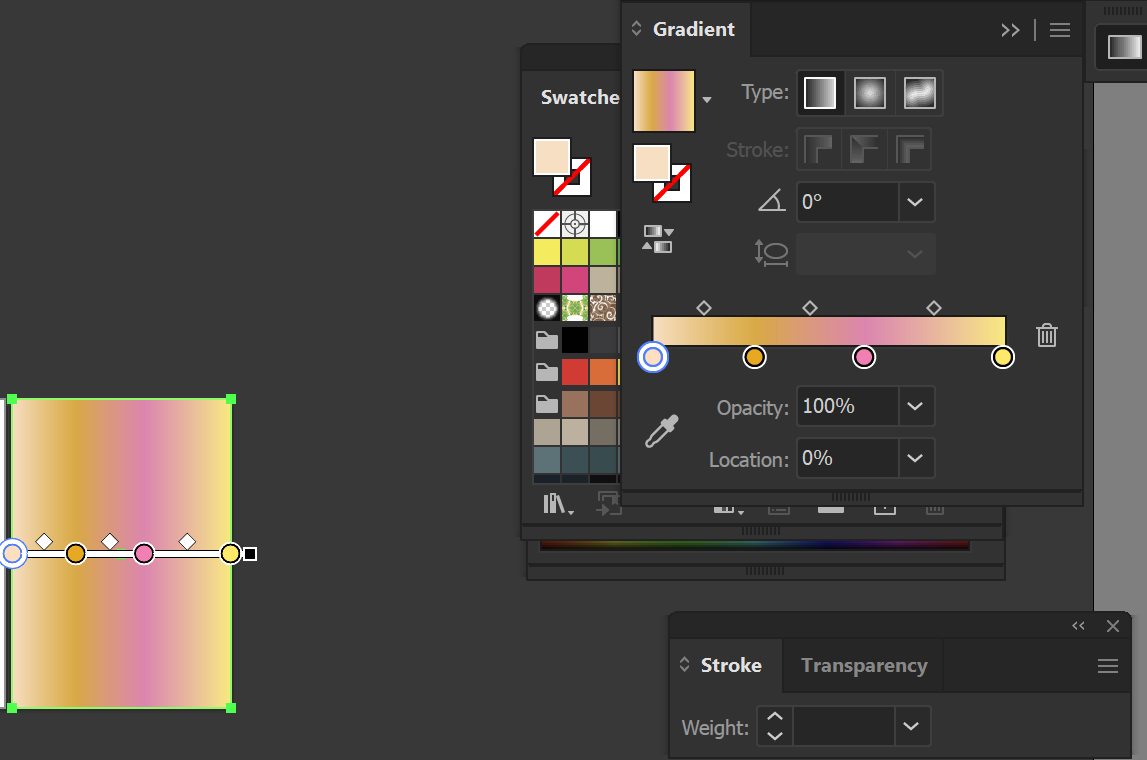 Gradient
Swatche
Type:
Stroke:
0°
Opacity: 100%
Location: 0%
Stroke Transparency
Weight: